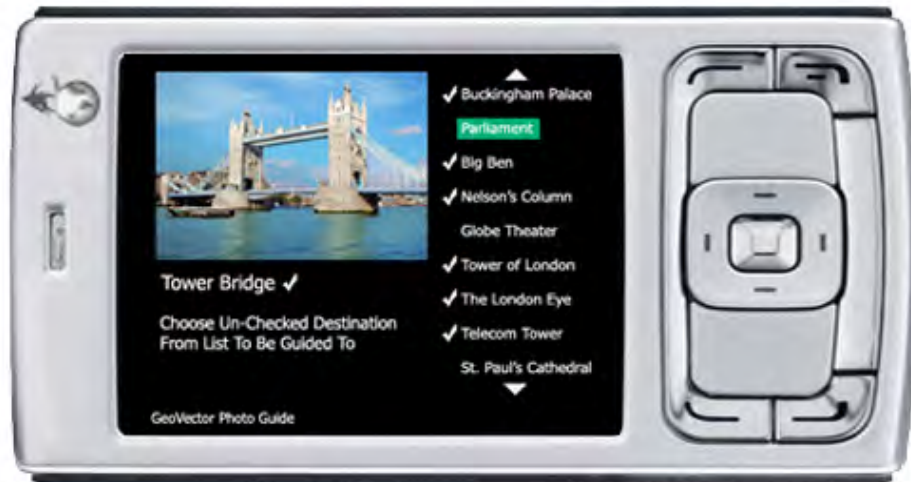 Buckingham Palace
Parliament
Big Ben
Nelson's Column
Globe Theater
Tower of London
The London Eye
Telecom Tower
St. Paul's Cathedral
Tower Bridge ✓
Choose Un-Checked Destination
From List To Be Guided To
GeoVector Photo Guide